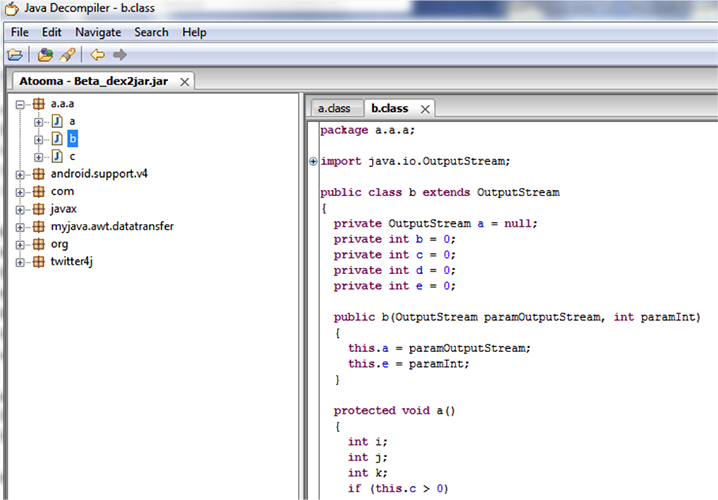 Java Decompiler - b.class
File Edit Navigate Search Help
Atooma - Beta_dex2jar.jar
a.a.a
a
b
c
android.support.v4
com
javax
myjava.awt.datatransfer
org
twitter4j
a.class b.class
package a.a.a;
import java.io.OutputStream;
public class b extends OutputStream
{
private OutputStream a = null;
private int b = 0;
private int c = 0;
private int d = 0;
private int e = 0;
public b(OutputStream paramOutputStream, int paramInt)
{
this.a = paramOutputStream;
this.e = paramInt;
}
protected void a()
{
int i;
int j;
int k;
if (this.c > 0)